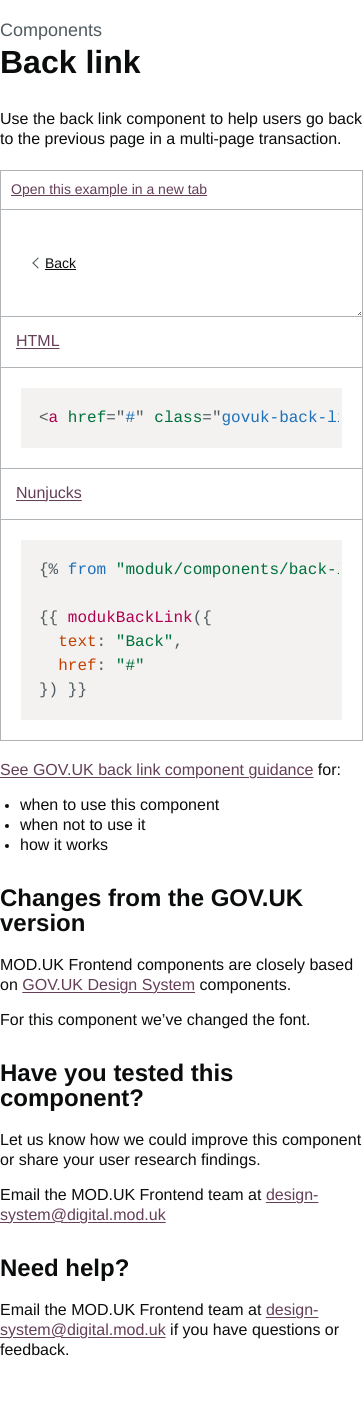 Components
Back link
Use the back link component to help users go back
to the previous page in a multi-page transaction.
Open this example in a new tab
Back
HTML
<a href="#" class="govuk-back-li
Nunjucks
{% from "moduk/components/back-
{{ modukBackLink({
text: "Back",
href: "#"
}) }}
See GOV.UK back link component guidance for:
• when to use this component
• when not to use it
• how it works
Changes from the GOV.UK
version
MOD.UK Frontend components are closely based
on GOV.UK Design System components.
For this component we’ve changed the font.
Have you tested this
component?
Let us know how we could improve this component
or share your user research findings.
Email the MOD.UK Frontend team at design-
system@digital.mod.uk
Need help?
Email the MOD.UK Frontend team at design-
system@digital.mod.uk if you have questions or
feedback.